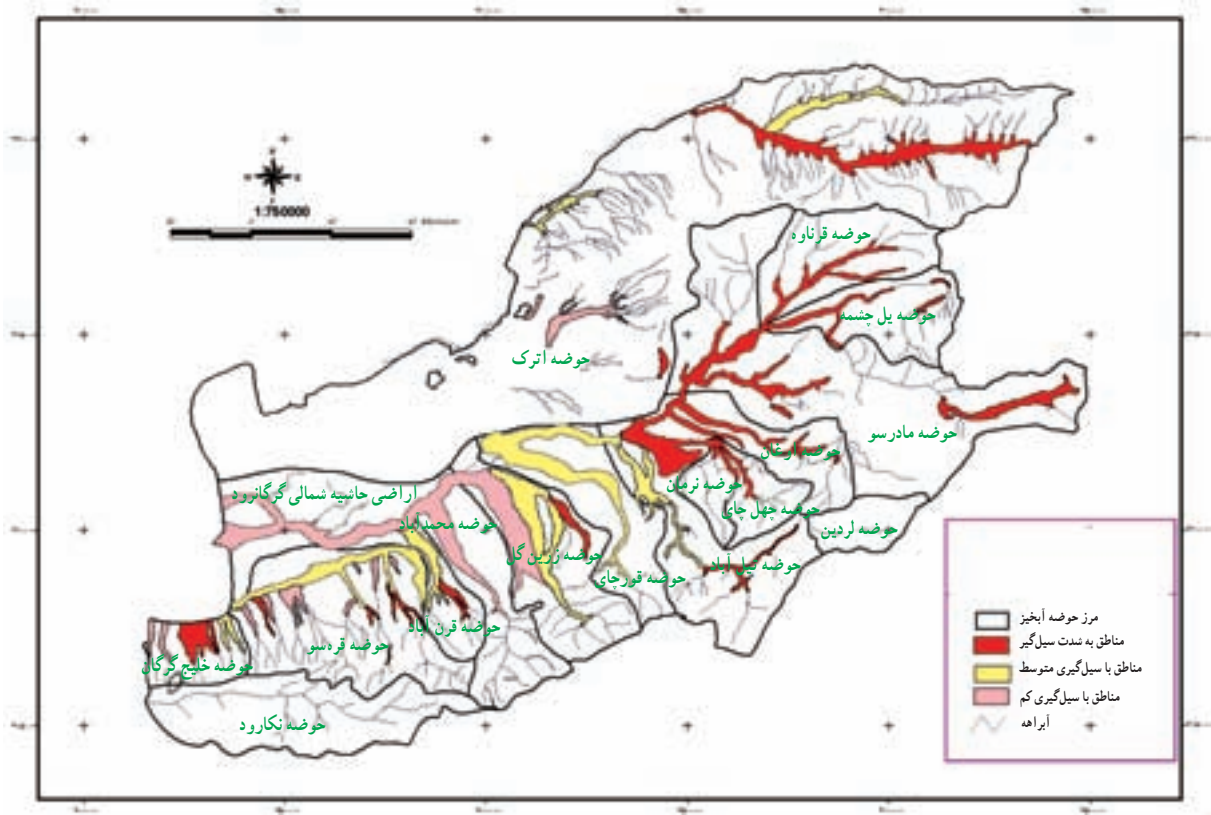 1:750000
حوضه قرناوه
حوضه یل چشمه
حوضه اترک
حوضه مادرسو
حوضه اوغان
حوضه نرمان
حوضه چهل چای
حوضه لردین
اراضی حاشیه شمالی گرگانرود
حوضه محمدآباد
حوضه زرین گل
حوضه قورچای
حوضه تیل آباد
حوضه قرن آباد
حوضه قره‌سو
حوضه خلیج گرگان
حوضه نکارود
مرز حوضه آبخیز
مناطق به شدت سیل‌گیر
مناطق با سیل‌گیری متوسط
مناطق با سیل‌گیری کم
آبراهه